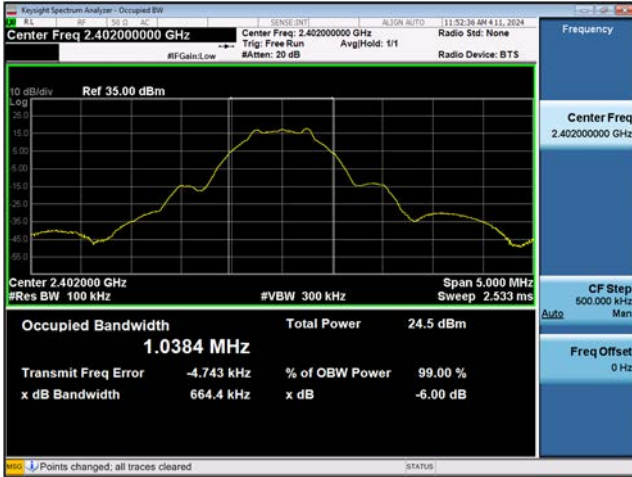 Keysight Spectrum Analyzer - Occupied BW
RL RF 50 Ω AC SENSE:INT ALIGN AUTO 11:52:36 AM 4 11, 2024
Center Freq 2.402000000 GHz
Center Freq: 2.402000000 GHz
Radio Std: None
Trig: Free Run Avg|Hold: 1/1
#IFGain:Low
#Atten: 20 dB
Radio Device: BTS
10 dB/div Ref 35.00 dBm
Log
25.0
15.0
5.00
-5.00
-15.0
-25.0
-35.0
-45.0
-55.0
Center 2.402000 GHz
Span 5.000 MHz
#Res BW 100 kHz
#VBW 300 kHz
Sweep 2.533 ms
Occupied Bandwidth
Total Power 24.5 dBm
1.0384 MHz
Transmit Freq Error -4.743 kHz
% of OBW Power 99.00 %
x dB Bandwidth 664.4 kHz
x dB -6.00 dB
Frequency
Center Freq
2.402000000 GHz
CF Step
500.000 kHz
Auto Man
Freq Offset
0 Hz
MSG Points changed; all traces cleared
STATUS